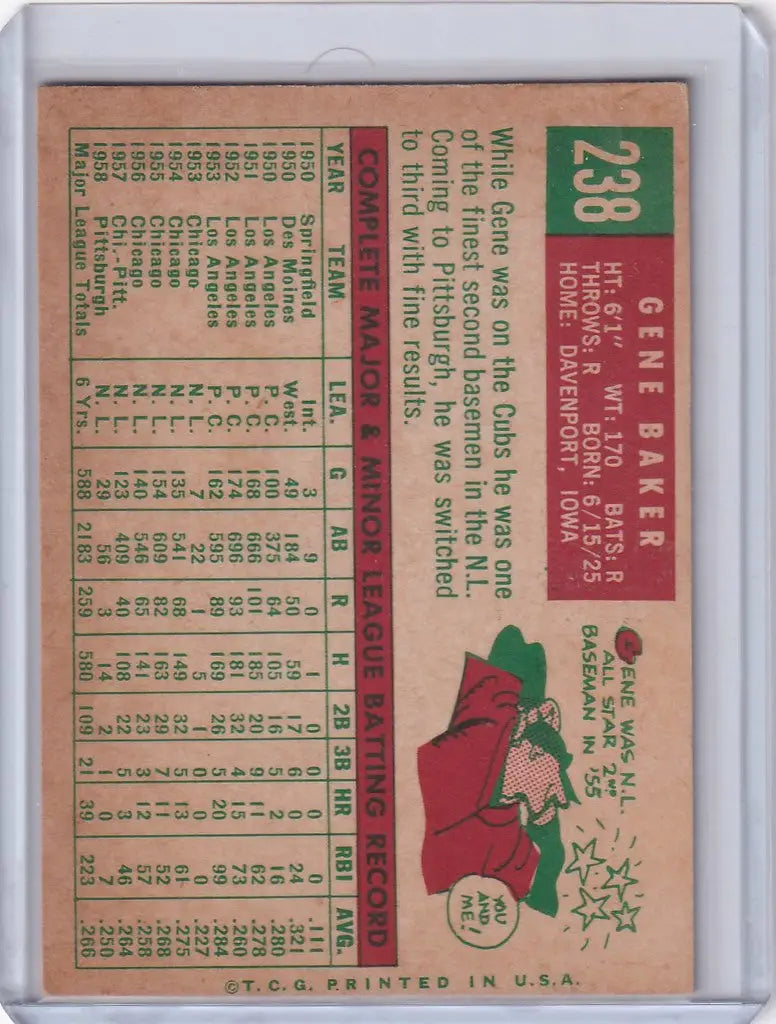 238
GENE BAKER
HT: 6'1" WT: 170 BATS: R
THROWS: R BORN: 6/15/25
HOME: DAVENPORT, IOWA
While Gene was on the Cubs he was one
of the finest second basemen in the N.L.
Coming to Pittsburgh, he was switched
to third with fine results.
GENE WAS N.L.
ALL STAR 2ND
BASEMAN IN '55
YOU
AND
ME!
COMPLETE MAJOR & MINOR LEAGUE BATTING RECORD
YEAR TEAM LEA. G AB R H 2B 3B HR RBI AVG.
1950 Springfield Int. 3 9 0 1 0 0 0 0 .111
1950 Des Moines West. 49 184 50 59 17 6 0 24 .321
1950 Los Angeles P. C. 100 375 64 105 16 5 2 16 .280
1951 Los Angeles P. C. 168 666 101 185 20 9 11 62 .278
1952 Los Angeles P. C. 174 696 93 181 32 4 15 73 .260
1953 Los Angeles P. C. 162 595 89 169 26 5 20 99 .284
1953 Chicago N. L. 7 22 1 5 1 0 0 0 .227
1954 Chicago N. L. 135 541 68 149 32 5 13 61 .275
1955 Chicago N. L. 154 609 82 163 29 7 11 52 .268
1956 Chicago N. L. 140 546 65 141 23 3 12 57 .258
1957 Chi.-Pitt. N. L. 123 409 40 108 22 5 3 46 .264
1958 Pittsburgh N. L. 29 56 3 14 2 1 0 7 .250
Major League Totals 6 Yrs. 588 2183 259 580 109 21 39 223 .266
©T.C.G. PRINTED IN U.S.A.